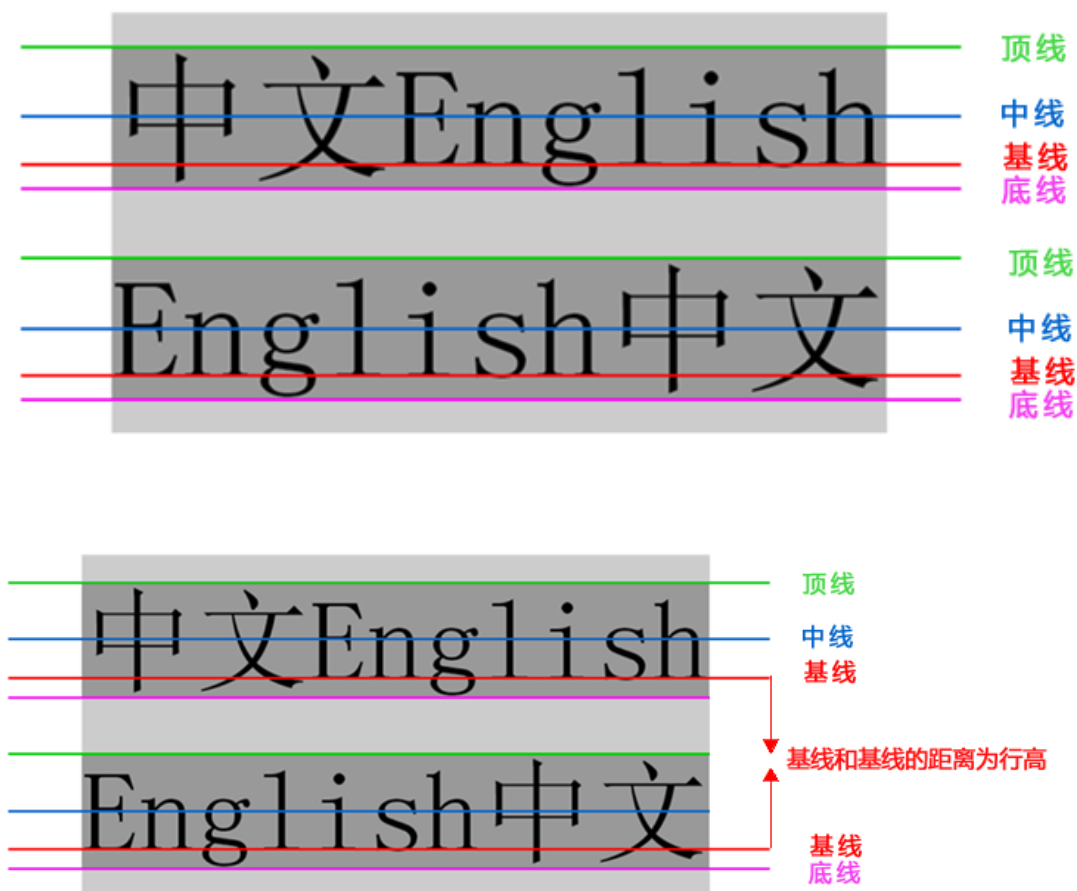 顶线
中文English
中线
基线
底线
顶线
English中文
中线
基线
底线
顶线
中文English
中线
基线
基线和基线的距离为行高
English中文
基线
底线